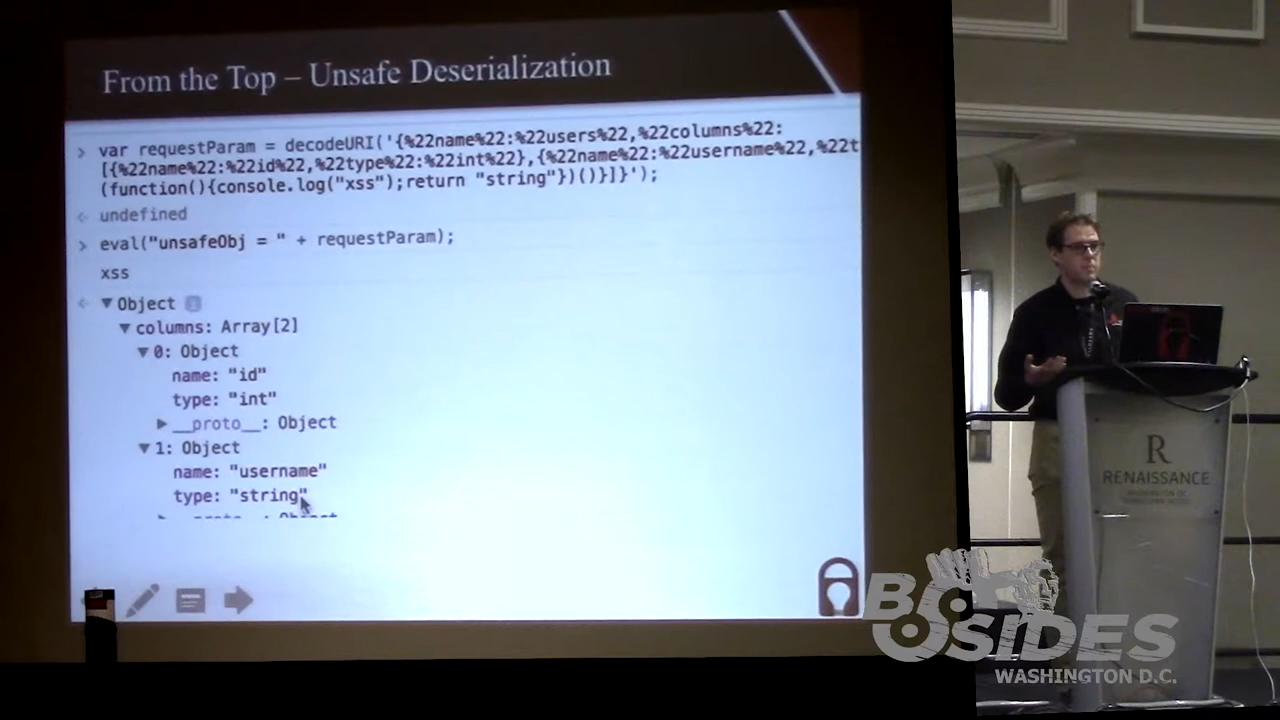 From the Top – Unsafe Deserialization
> var requestParam = decodeURI('{%22name%22:%22users%22,%22columns%22:
[{%22name%22:%22id%22,%22type%22:%22int%22},{%22name%22:%22username%22,%22t
(function(){console.log("xss");return "string"})()}]}');
undefined
> eval("unsafeObj = " + requestParam);
xss
▼Object i
▼columns: Array[2]
▼0: Object
name: "id"
type: "int"
▶__proto__: Object
▼1: Object
name: "username"
type: "string"
R
RENAISSANCE
BSIDES
WASHINGTON D.C.